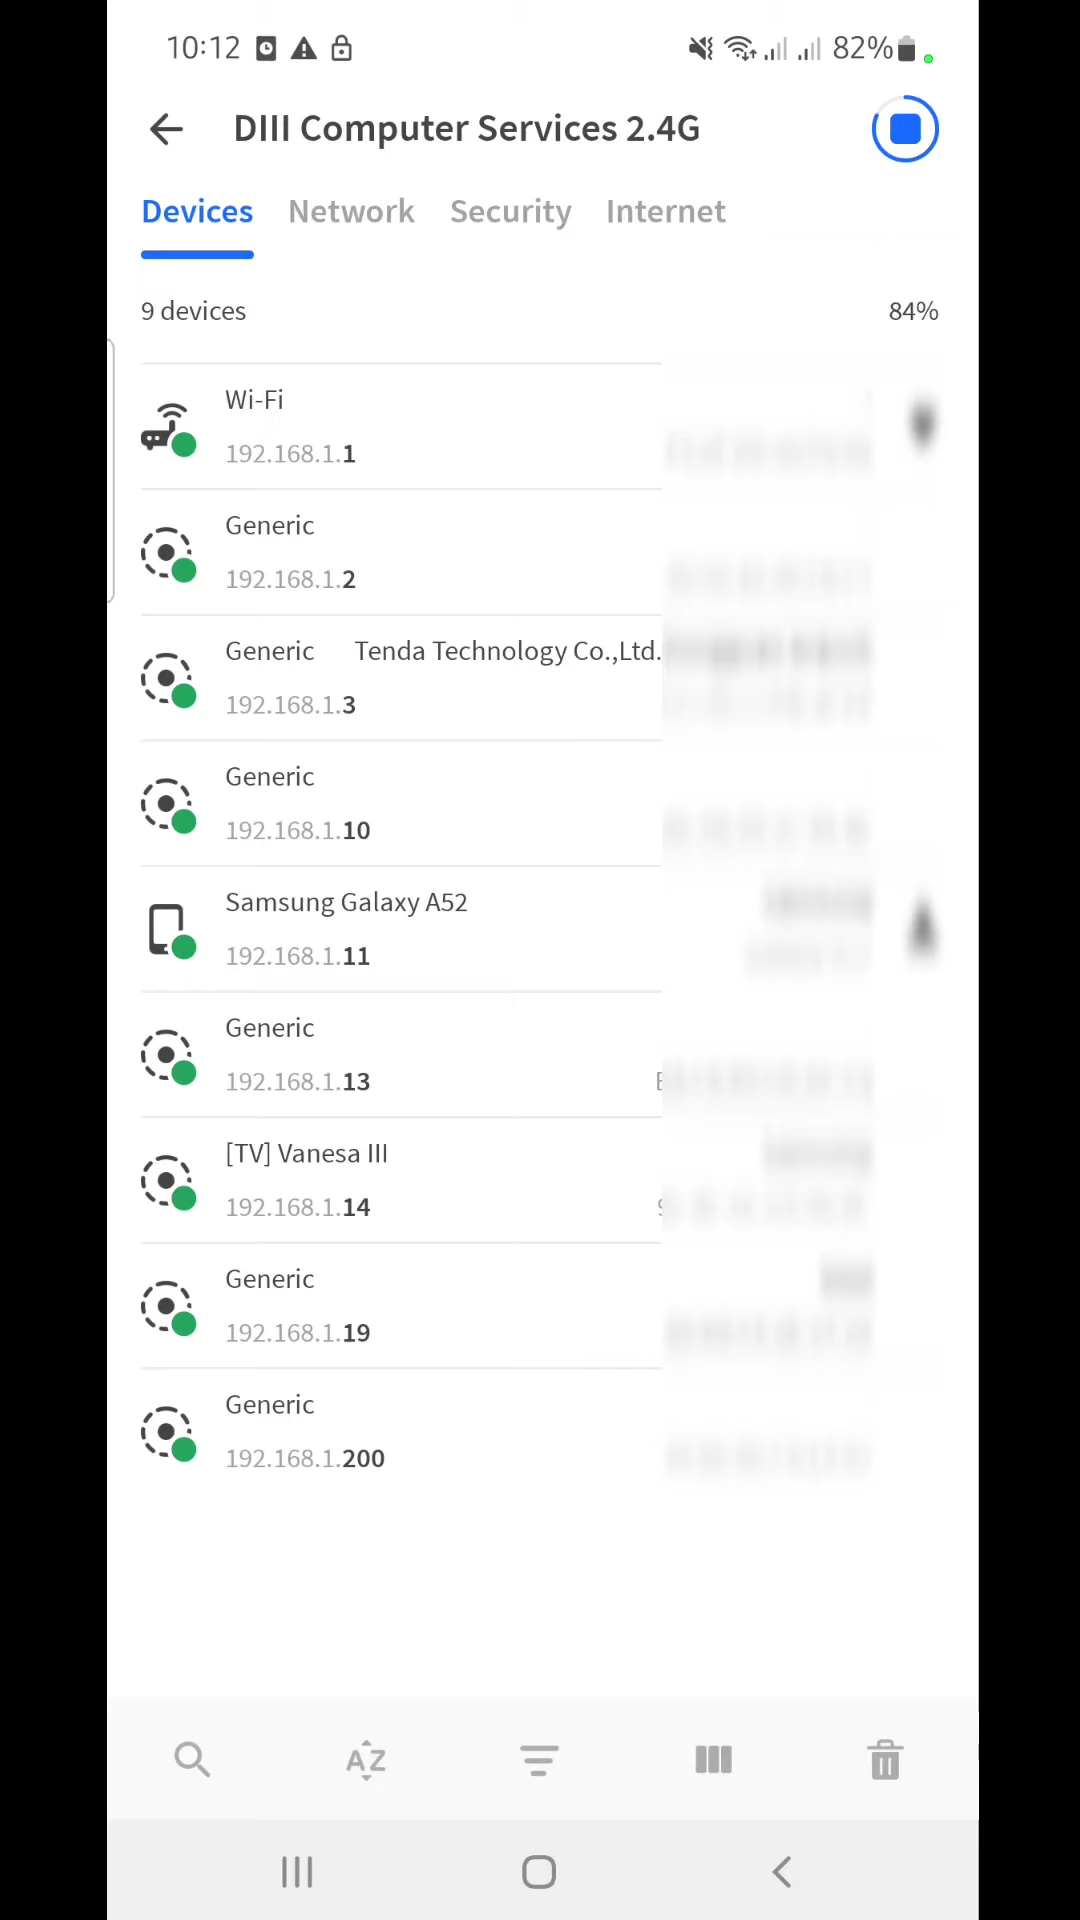 10:12 82%
DIII Computer Services 2.4G
Devices Network Security Internet
9 devices 84%
Wi-Fi
192.168.1.1
Generic
192.168.1.2
Generic Tenda Technology Co.,Ltd.
192.168.1.3
Generic
192.168.1.10
Samsung Galaxy A52
192.168.1.11
Generic
192.168.1.13
[TV] Vanesa III
192.168.1.14
Generic
192.168.1.19
Generic
192.168.1.200
AZ